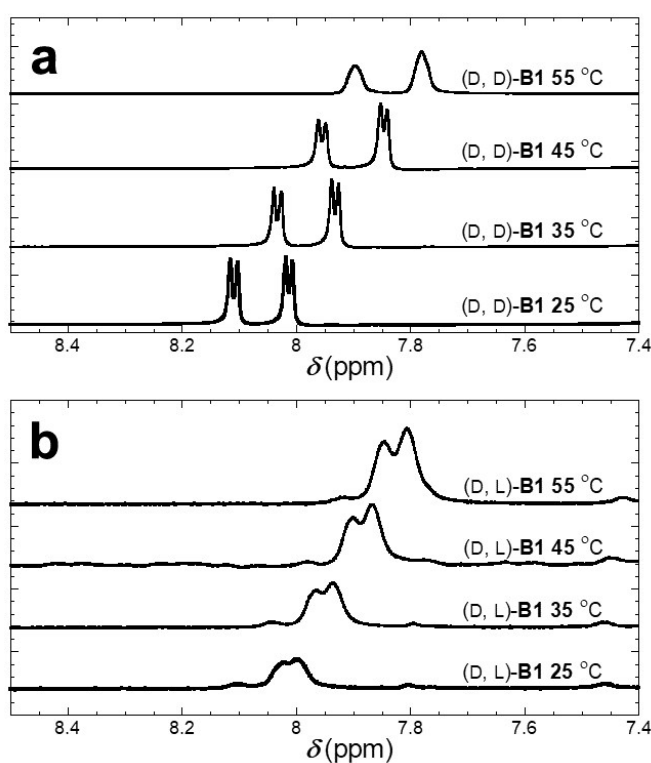 a
(D, D)-B1 55 °C
(D, D)-B1 45 °C
(D, D)-B1 35 °C
(D, D)-B1 25 °C
8.4 8.2 8 7.8 7.6 7.4
δ(ppm)
b
(D, L)-B1 55 °C
(D, L)-B1 45 °C
(D, L)-B1 35 °C
(D, L)-B1 25 °C
8.4 8.2 8 7.8 7.6 7.4
δ(ppm)